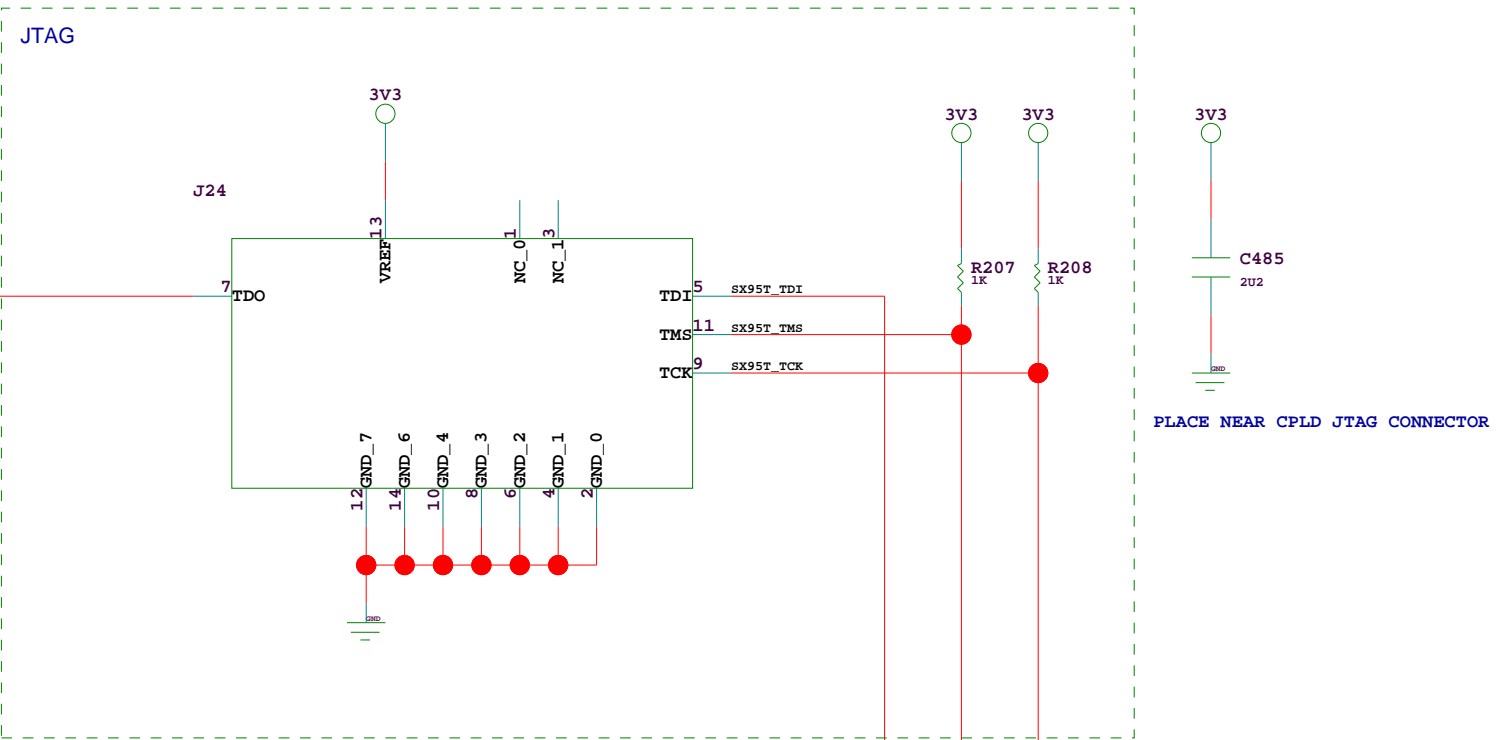 JTAG
3V3
3V3
3V3
3V3
J24
13
VREF
1
NC_0
3
NC_1
7
TDO
TDI
5
SX95T_TDI
TMS
11
SX95T_TMS
TCK
9
SX95T_TCK
R207
1K
R208
1K
C485
2U2
GND
PLACE NEAR CPLD JTAG CONNECTOR
GND_7
GND_6
GND_4
GND_3
GND_2
GND_1
GND_0
12
14
10
8
6
4
2
GND